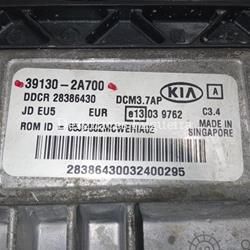 39130-2A700
KIA
A
DDCR 28386430
DCM3.7AP
JD EU5
EUR
e13 03 9762
C3.4
MADE IN
SINGAPORE
28386430032400295